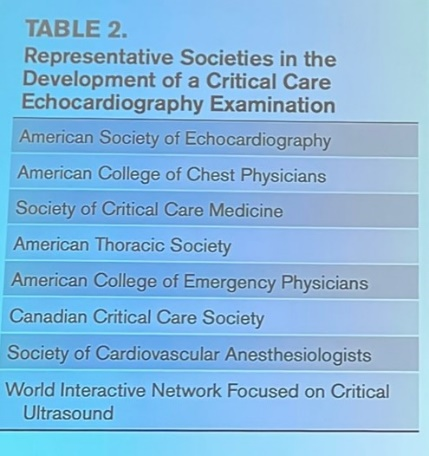 TABLE 2.
Representative Societies in the
Development of a Critical Care
Echocardiography Examination
American Society of Echocardiography
American College of Chest Physicians
Society of Critical Care Medicine
American Thoracic Society
American College of Emergency Physicians
Canadian Critical Care Society
Society of Cardiovascular Anesthesiologists
World Interactive Network Focused on Critical
Ultrasound